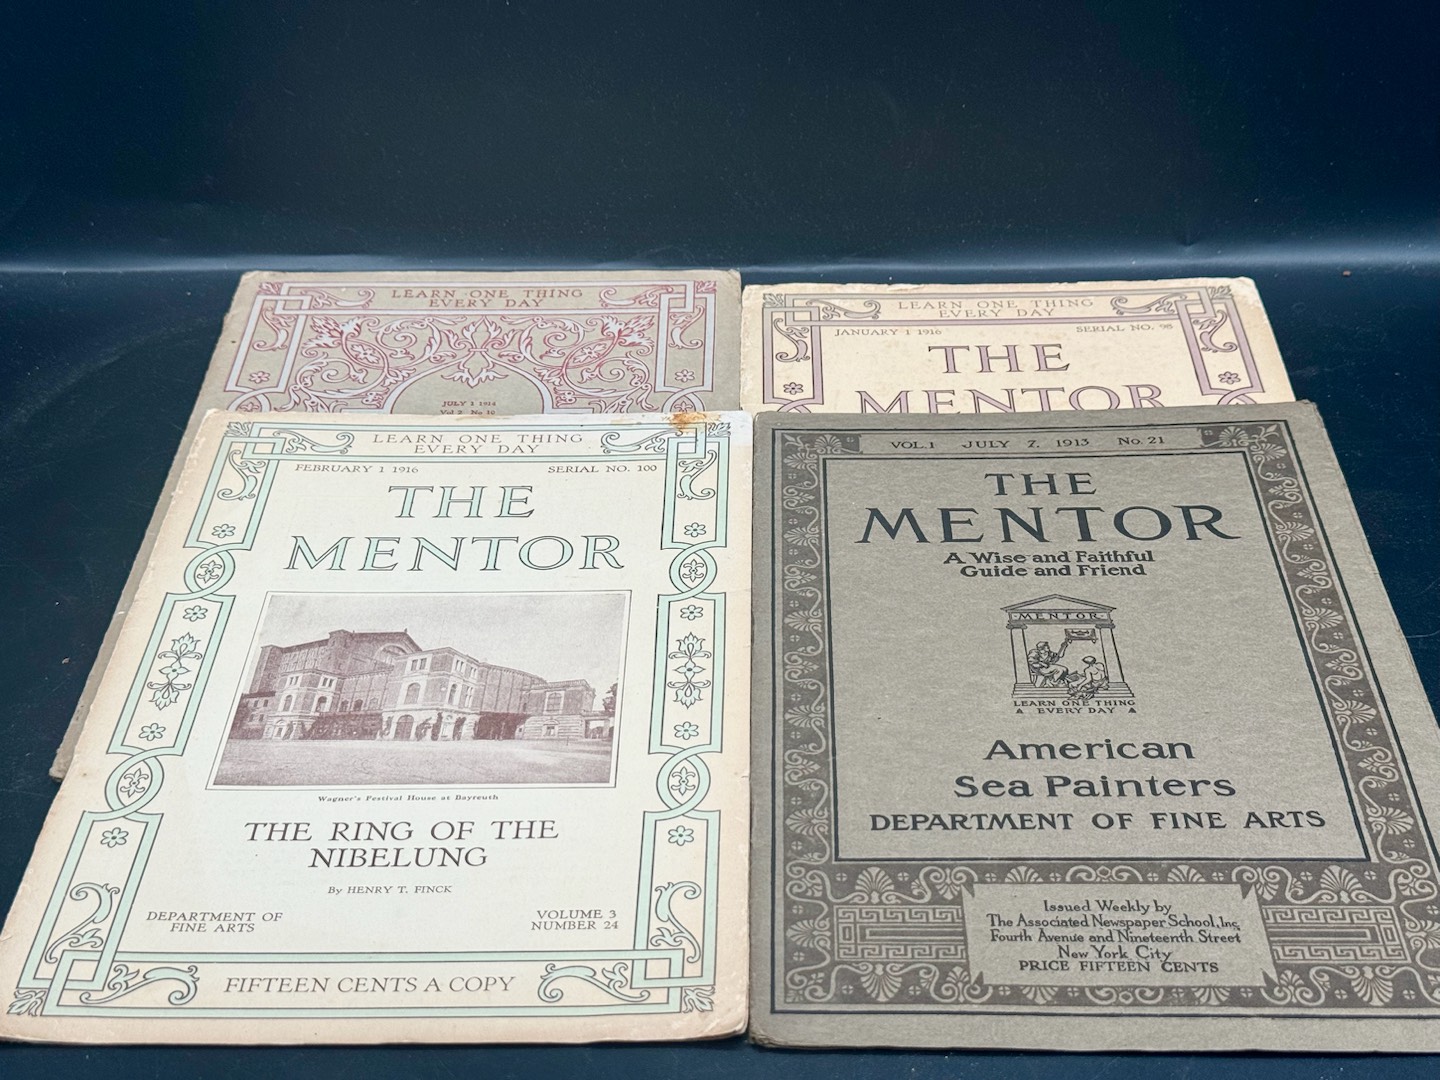 LEARN ONE THING
EVERY DAY
JULY 1 1914
Vol 2 No 10
LEARN ONE THING
EVERY DAY
JANUARY 1 1916 SERIAL NO. 98
THE
MENTOR
LEARN ONE THING
EVERY DAY
FEBRUARY 1 1916 SERIAL NO. 100
THE
MENTOR
Wagner's Festival House at Bayreuth
THE RING OF THE
NIBELUNG
By HENRY T. FINCK
DEPARTMENT OF
FINE ARTS
VOLUME 3
NUMBER 24
FIFTEEN CENTS A COPY
VOL. 1 JULY 7, 1913 No. 21
THE
MENTOR
A Wise and Faithful
Guide and Friend
MENTOR
LEARN ONE THING
EVERY DAY
American
Sea Painters
DEPARTMENT OF FINE ARTS
Issued Weekly by
The Associated Newspaper School, Inc.
Fourth Avenue and Nineteenth Street
New York City
PRICE FIFTEEN CENTS